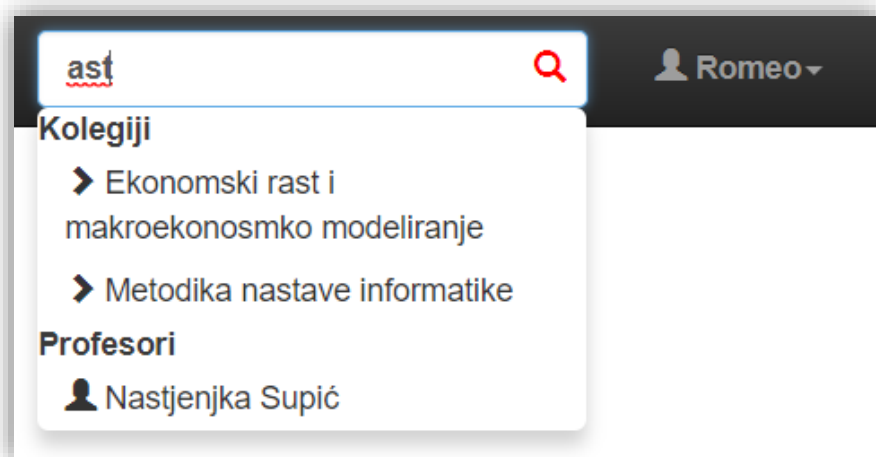 ast
Romeo
Kolegiji
Ekonomski rast i
makroekonosmko modeliranje
Metodika nastave informatike
Profesori
Nastjenjka Supić